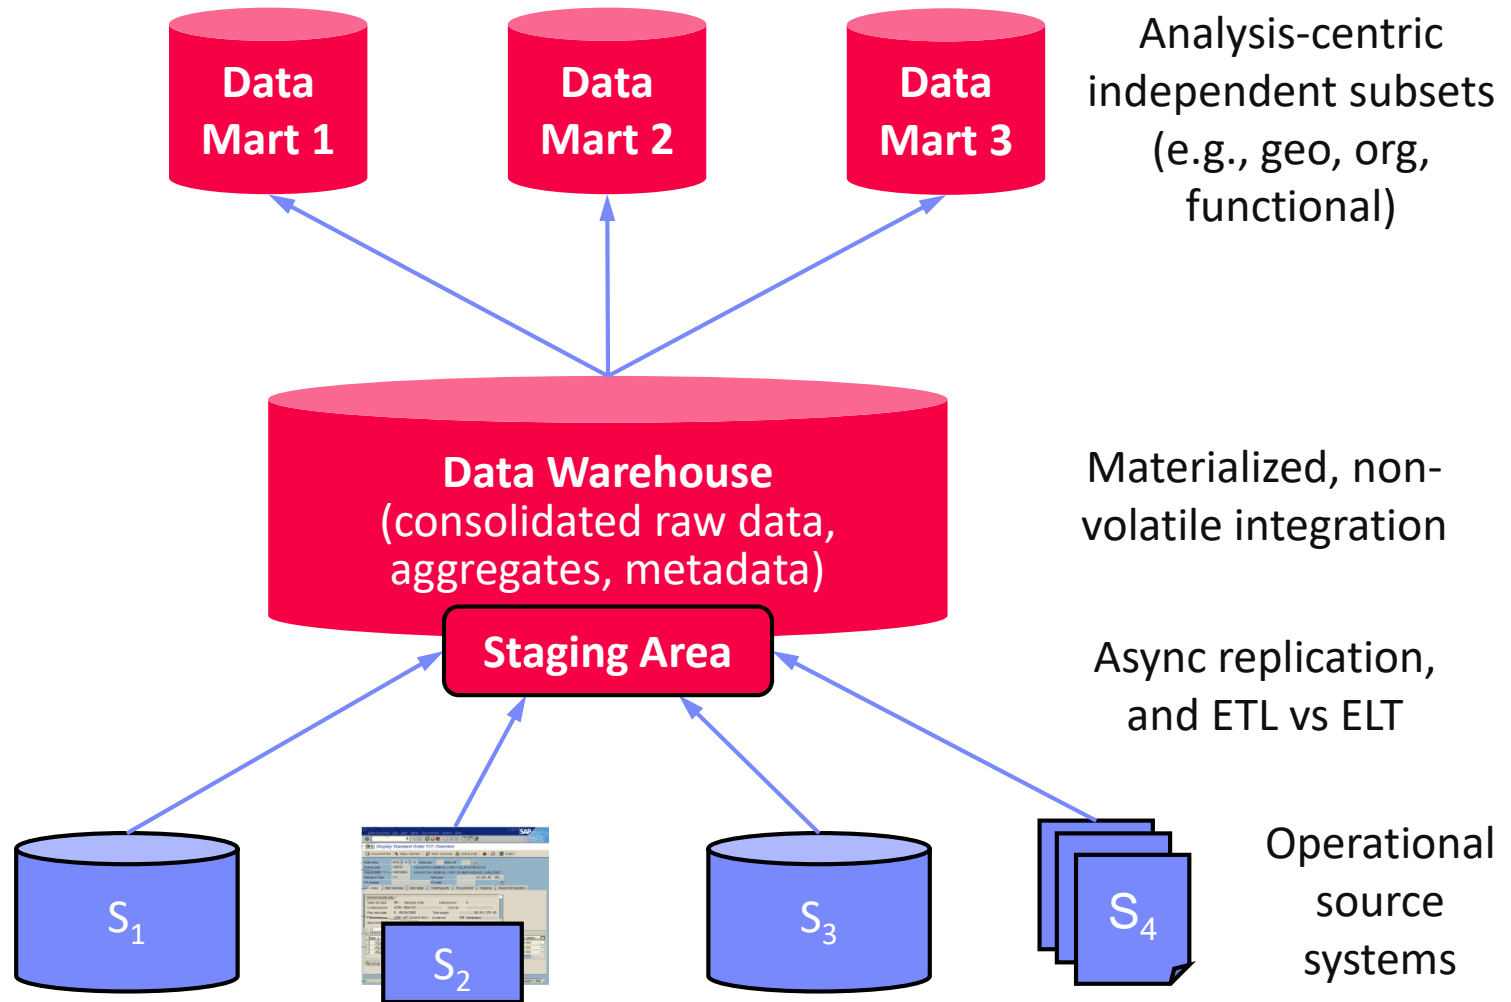 Data
Mart 1
Data
Mart 2
Data
Mart 3
Analysis-centric
independent subsets
(e.g., geo, org,
functional)
Data Warehouse
(consolidated raw data,
aggregates, metadata)
Materialized, non-
volatile integration
Staging Area
Async replication,
and ETL vs ELT
S1
SAP
S2
S3
S4
Operational
source
systems